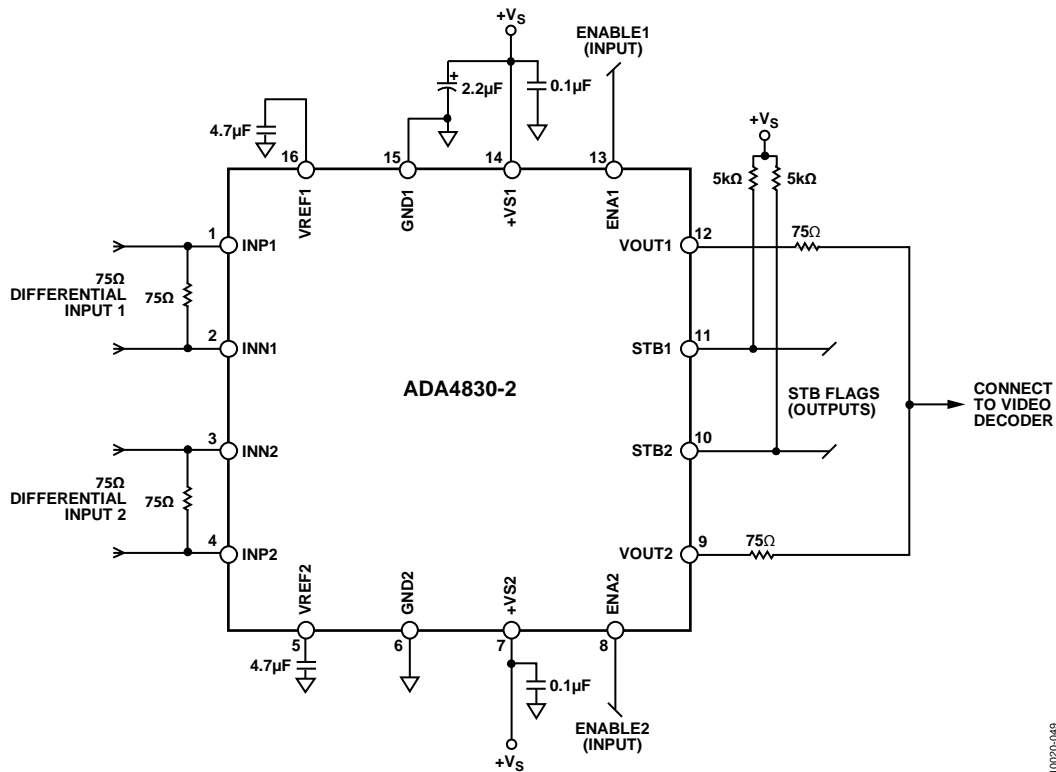 +VS
ENABLE1
(INPUT)
+
2.2µF
0.1µF
4.7µF
+VS
16
15
14
13
5kΩ
5kΩ
VREF1
GND1
+VS1
ENA1
1
INP1
VOUT1
12
75Ω
75Ω
DIFFERENTIAL
INPUT 1
75Ω
2
INN1
STB1
11
ADA4830-2
STB FLAGS
(OUTPUTS)
CONNECT
TO VIDEO
DECODER
3
INN2
STB2
10
75Ω
DIFFERENTIAL
INPUT 2
75Ω
4
INP2
VOUT2
9
75Ω
VREF2
GND2
+VS2
ENA2
5
6
7
8
4.7µF
0.1µF
ENABLE2
(INPUT)
+VS
10020-049